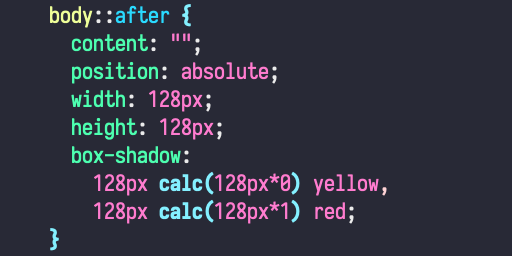 body::after {
content: "";
position: absolute;
width: 128px;
height: 128px;
box-shadow:
128px calc(128px*0) yellow,
128px calc(128px*1) red;
}